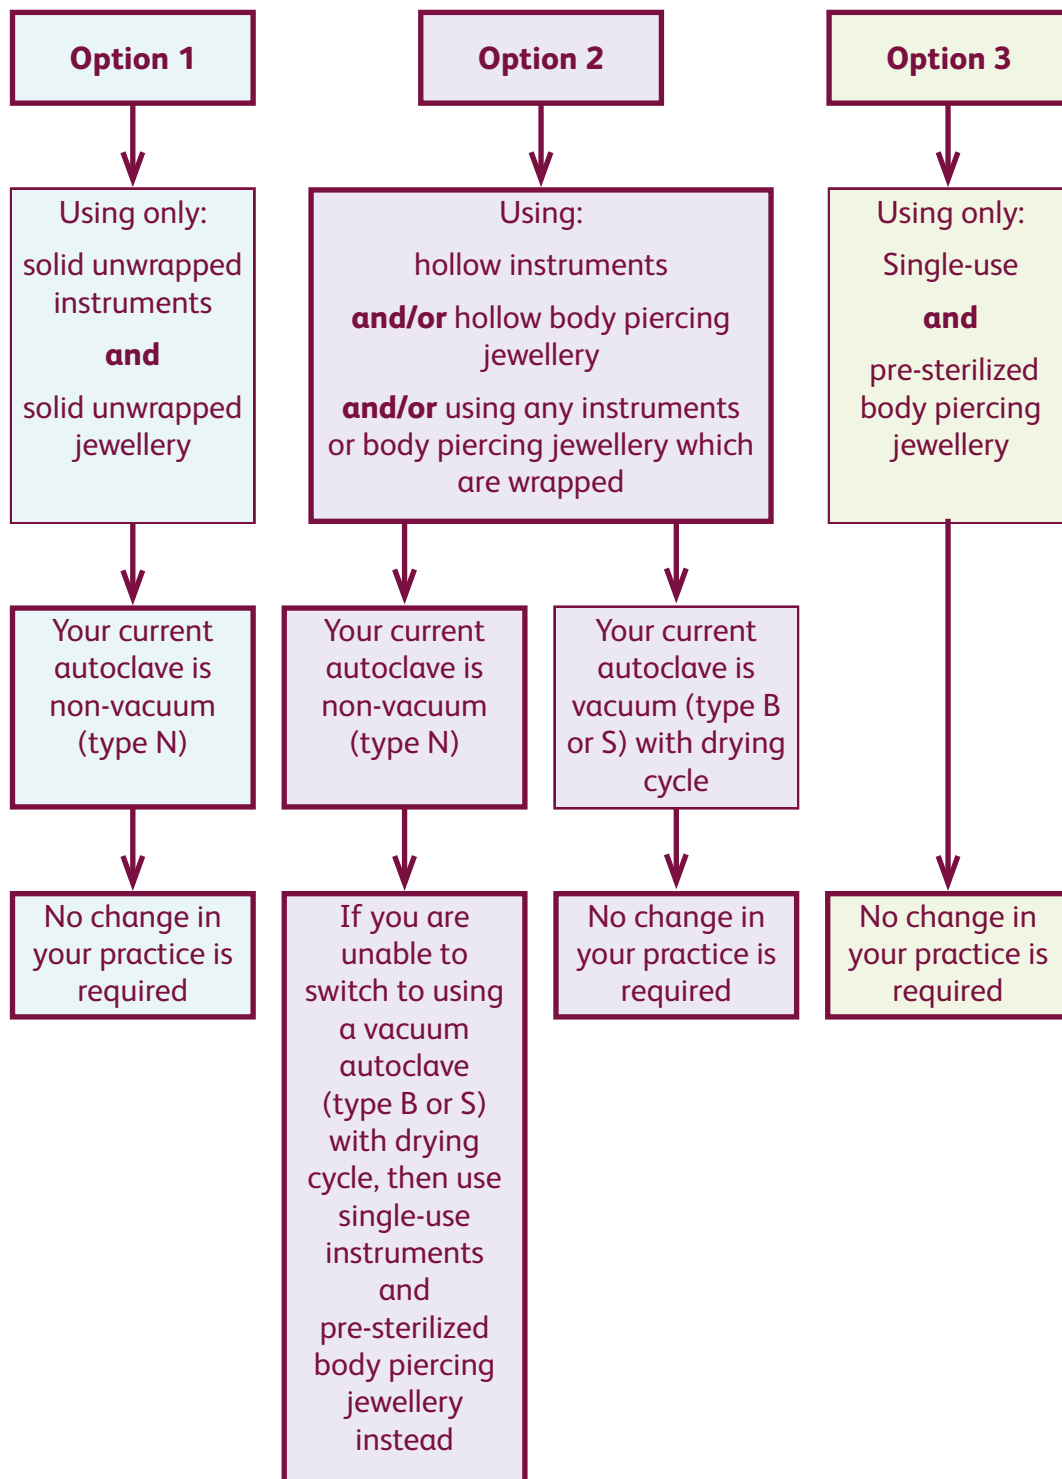 Option 1
Using only:
solid unwrapped
instruments
and
solid unwrapped
jewellery
Your current
autoclave is
non-vacuum
(type N)
No change in
your practice is
required
Option 2
Using:
hollow instruments
and/or hollow body piercing
jewellery
and/or using any instruments
or body piercing jewellery which
are wrapped
Your current
autoclave is
non-vacuum
(type N)
If you are
unable to
switch to using
a vacuum
autoclave
(type B or S)
with drying
cycle, then use
single-use
instruments
and
pre-sterilized
body piercing
jewellery
instead
Your current
autoclave is
vacuum (type B
or S) with drying
cycle
No change in
your practice is
required
Option 3
Using only:
Single-use
and
pre-sterilized
body piercing
jewellery
No change in
your practice is
required